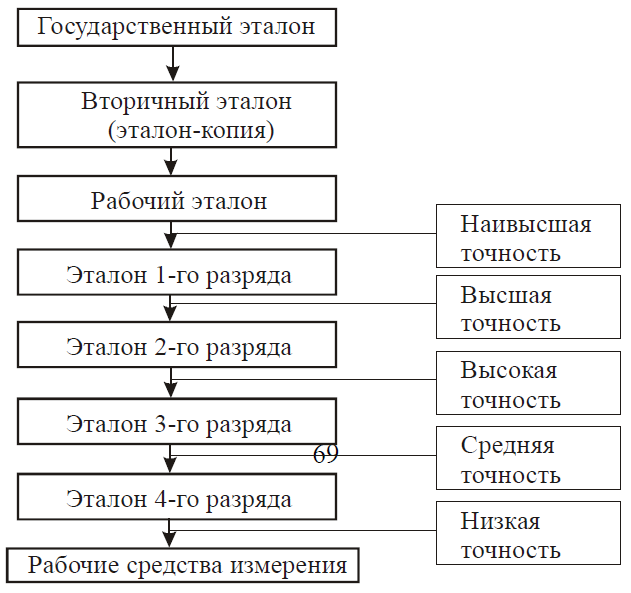 Государственный эталон
Вторичный эталон
(эталон-копия)
Рабочий эталон
Наивысшая
точность
Эталон 1-го разряда
Высшая
точность
Эталон 2-го разряда
Высокая
точность
Эталон 3-го разряда
69
Средняя
точность
Эталон 4-го разряда
Низкая
точность
Рабочие средства измерения